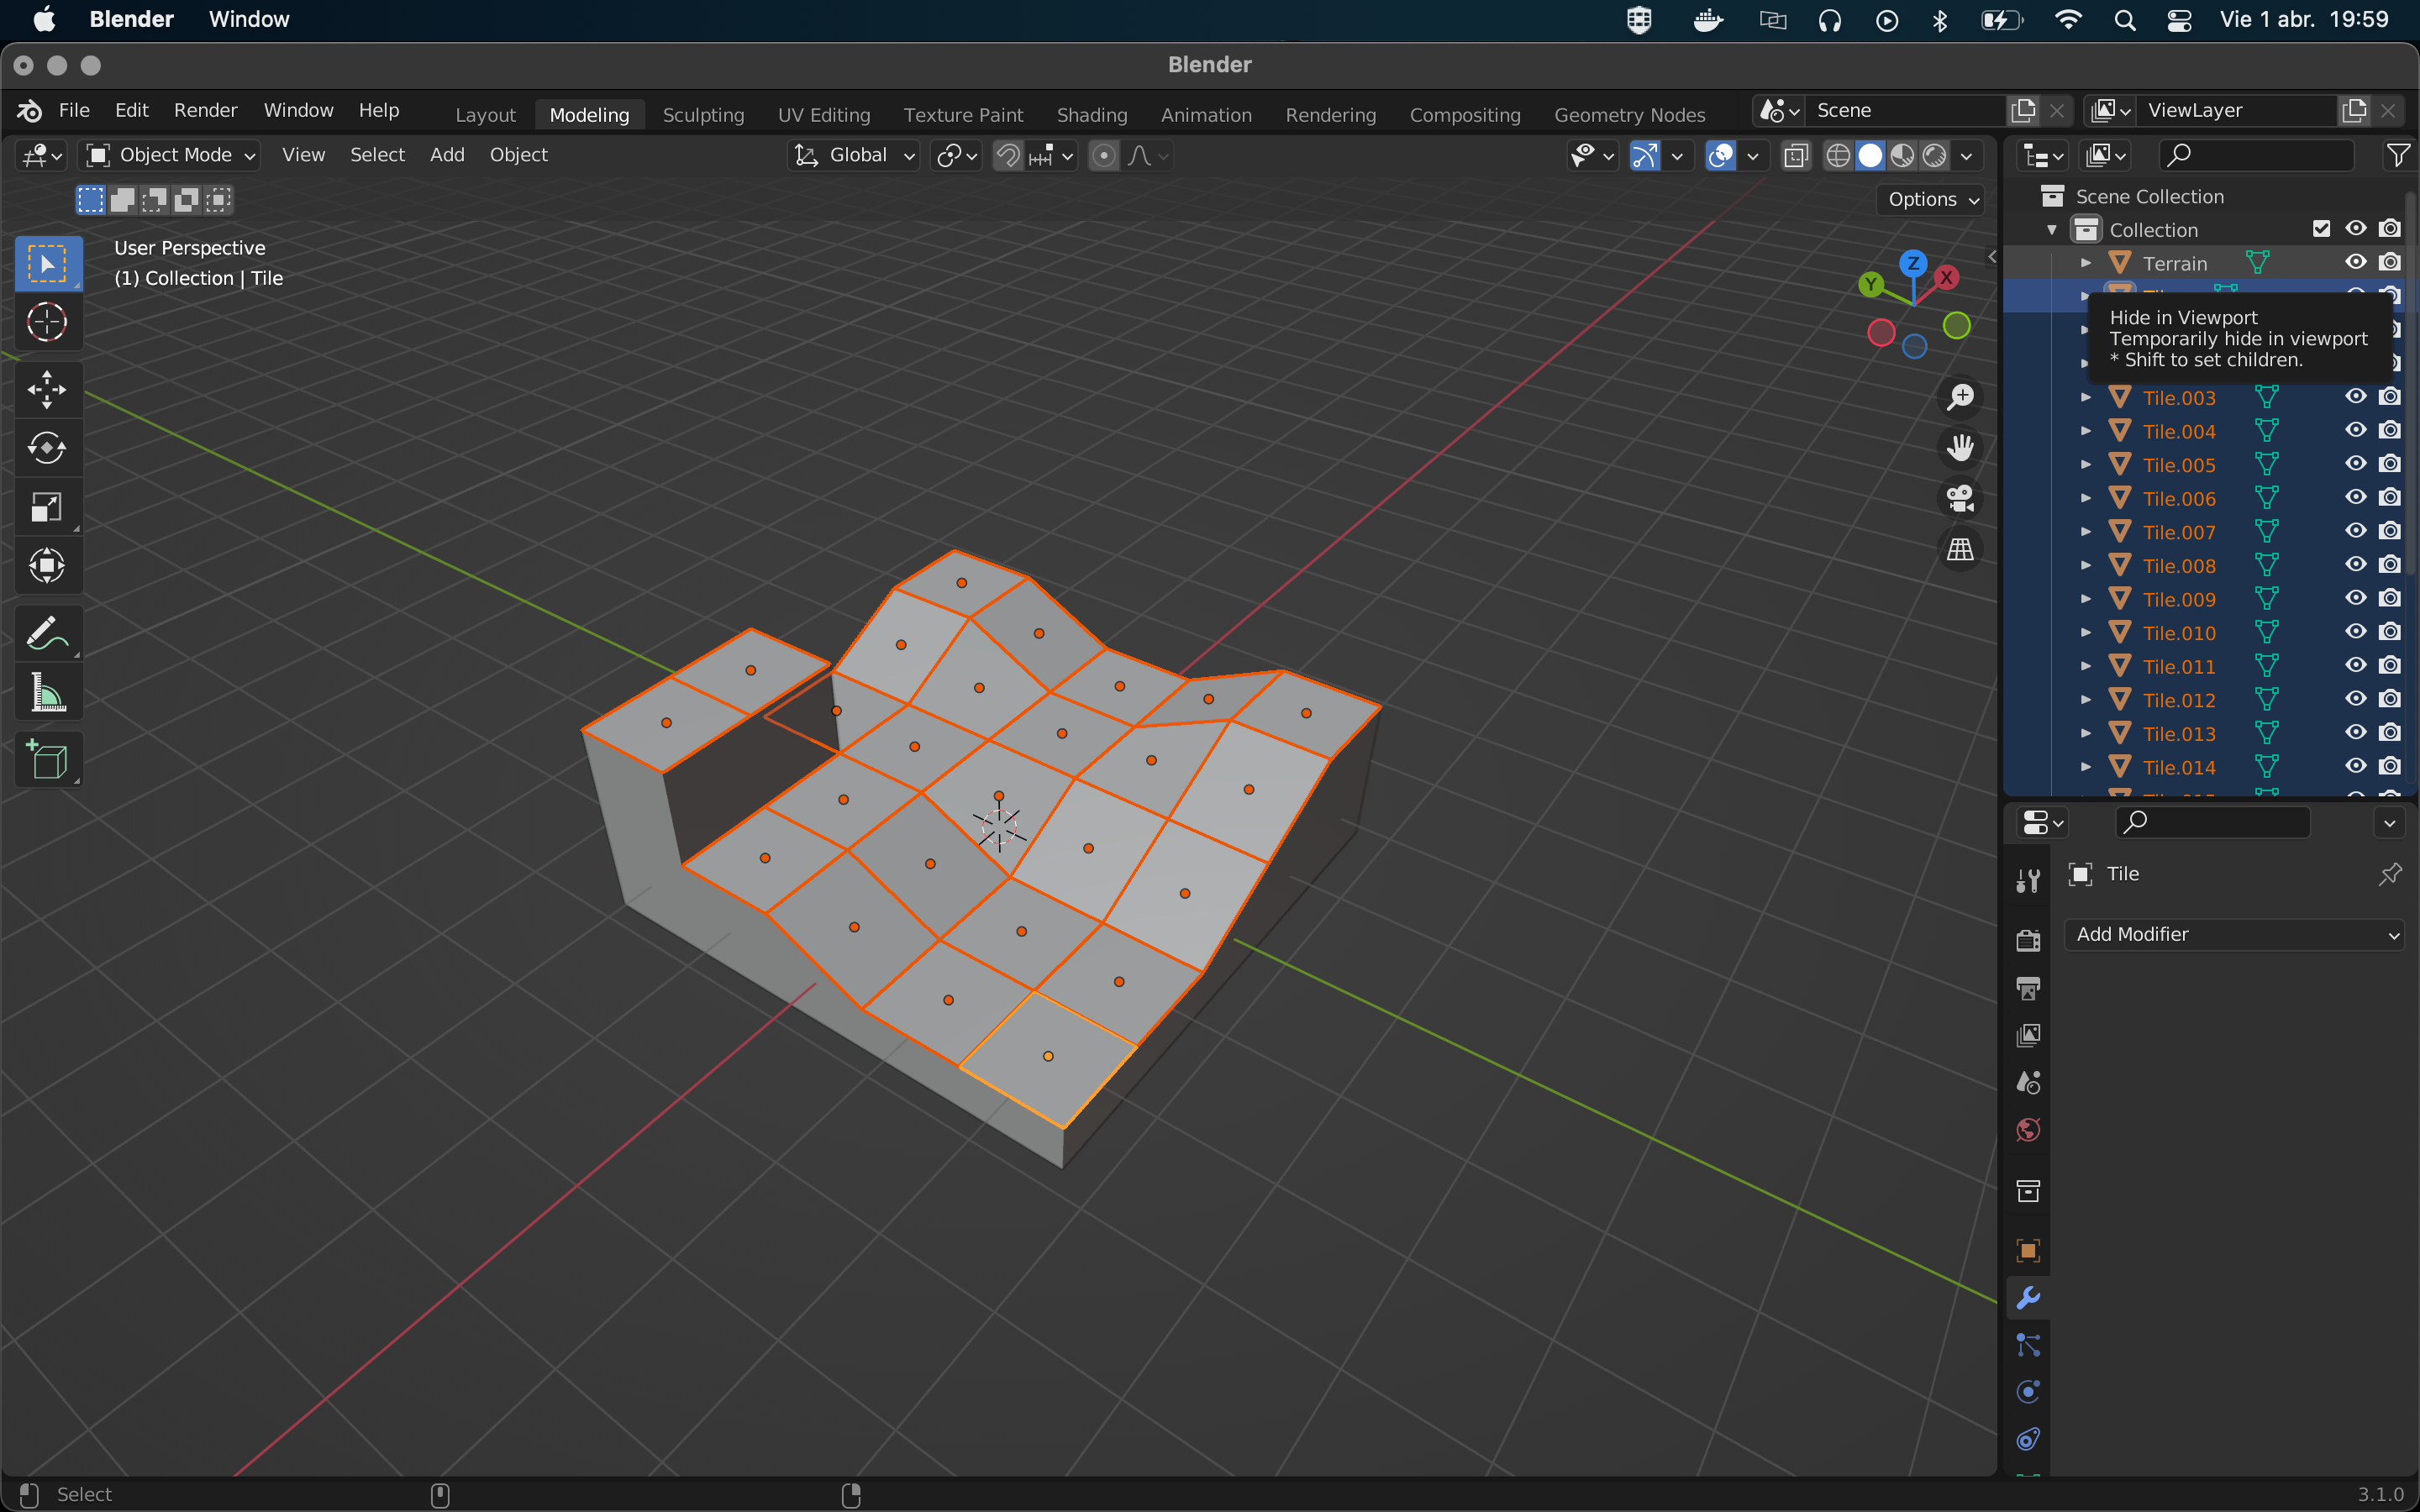 Blender Window Vie 1 abr. 19:59
Blender
File Edit Render Window Help Layout Modeling Sculpting UV Editing Texture Paint Shading Animation Rendering Compositing Geometry Nodes Scene ViewLayer
Object Mode View Select Add Object Global
Options
User Perspective
(1) Collection | Tile
Z
X
Y
Scene Collection
Collection
Terrain
Hide in Viewport
Temporarily hide in viewport
* Shift to set children.
Tile.003
Tile.004
Tile.005
Tile.006
Tile.007
Tile.008
Tile.009
Tile.010
Tile.011
Tile.012
Tile.013
Tile.014
Tile
Add Modifier
Select
3.1.0